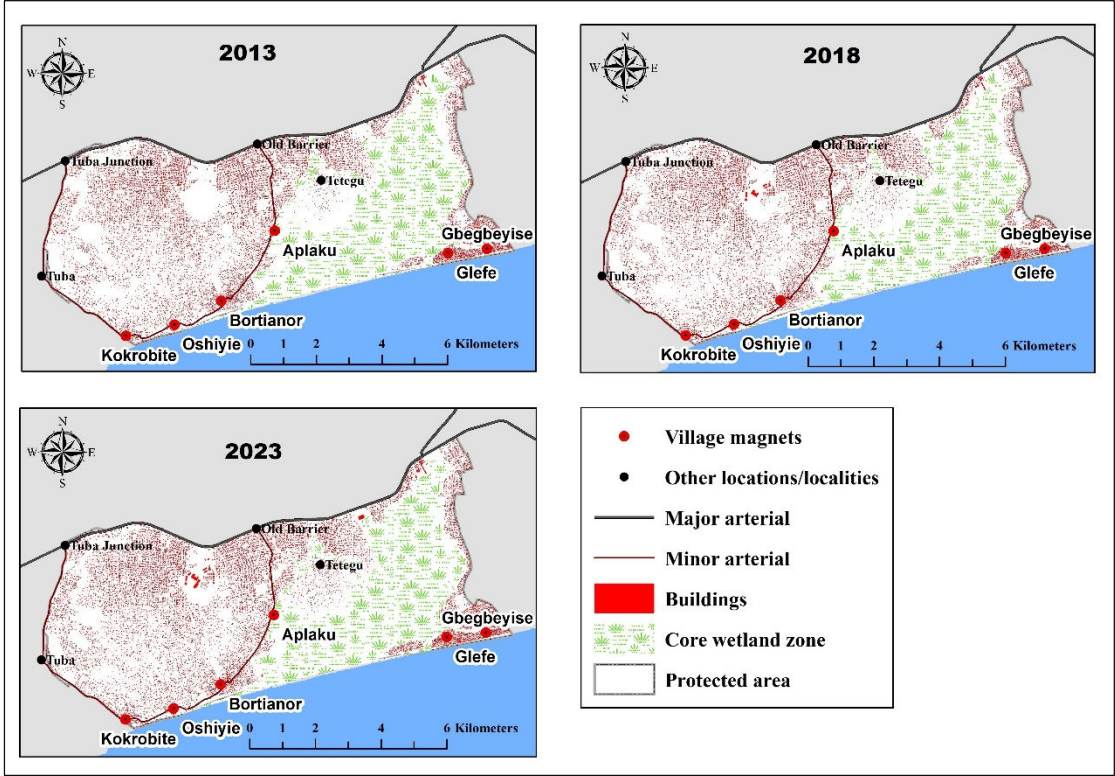 2013
N
W E
S
Tuba Junction
Old Barrier
Tetegu
Gbegbeyise
Aplaku
Glefe
Tuba
Bortianor
Oshiyie
Kokrobite
0 1 2 4 6 Kilometers
2018
N
W E
S
Tuba Junction
Old Barrier
Tetegu
Gbegbeyise
Aplaku
Glefe
Tuba
Bortianor
Oshiyie
Kokrobite
0 1 2 4 6 Kilometers
2023
N
W E
S
Tuba Junction
Old Barrier
Tetegu
Gbegbeyise
Aplaku
Glefe
Tuba
Bortianor
Oshiyie
Kokrobite
0 1 2 4 6 Kilometers
Village magnets
Other locations/localities
Major arterial
Minor arterial
Buildings
Core wetland zone
Protected area